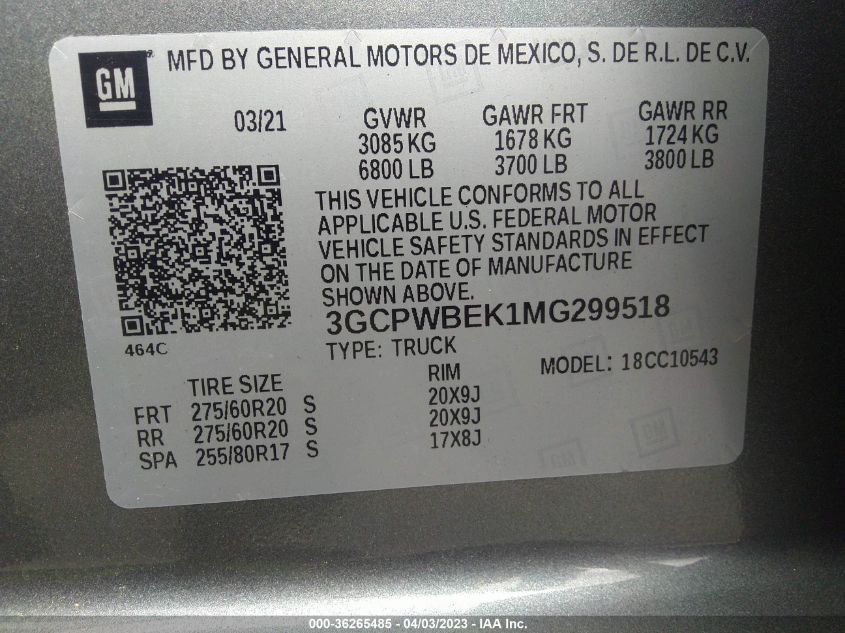 GM
MFD BY GENERAL MOTORS DE MEXICO, S. DE R.L. DE C.V.
03/21 GVWR GAWR FRT GAWR RR
3085 KG 1678 KG 1724 KG
6800 LB 3700 LB 3800 LB
THIS VEHICLE CONFORMS TO ALL
APPLICABLE U.S. FEDERAL MOTOR
VEHICLE SAFETY STANDARDS IN EFFECT
ON THE DATE OF MANUFACTURE
SHOWN ABOVE.
3GCPWBEK1MG299518
464C
TYPE: TRUCK MODEL: 18CC10543
TIRE SIZE RIM
FRT 275/60R20 S 20X9J
RR 275/60R20 S 20X9J
SPA 255/80R17 S 17X8J
GM
GM
000-36265485 - 04/03/2023 - IAA Inc.